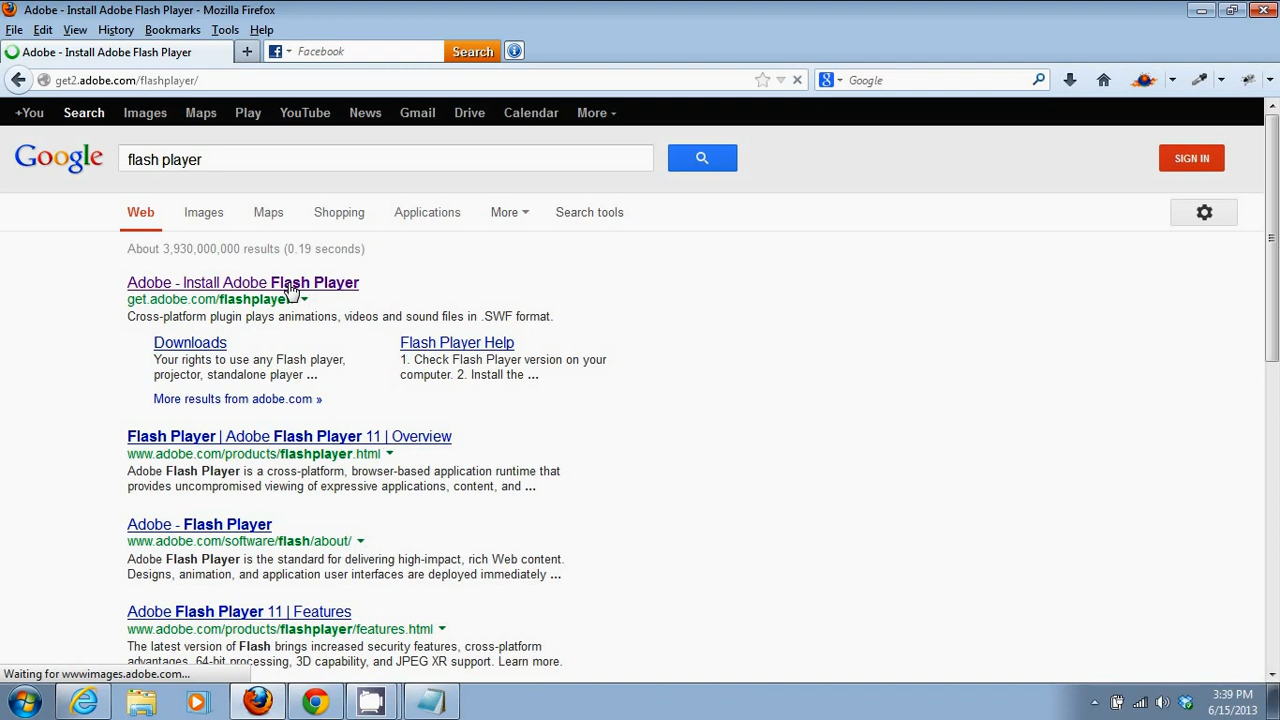 Adobe - Install Adobe Flash Player - Mozilla Firefox
File Edit View History Bookmarks Tools Help
Adobe - Install Adobe Flash Player
Facebook Search
get2.adobe.com/flashplayer/
Google
+You Search Images Maps Play YouTube News Gmail Drive Calendar More
Google flash player SIGN IN
Web Images Maps Shopping Applications More Search tools
About 3,930,000,000 results (0.19 seconds)
Adobe - Install Adobe Flash Player
get.adobe.com/flashplayer
Cross-platform plugin plays animations, videos and sound files in .SWF format.
Downloads
Your rights to use any Flash player,
projector, standalone player ...
Flash Player Help
1. Check Flash Player version on your
computer. 2. Install the ...
More results from adobe.com »
Flash Player | Adobe Flash Player 11 | Overview
www.adobe.com/products/flashplayer.html
Adobe Flash Player is a cross-platform, browser-based application runtime that
provides uncompromised viewing of expressive applications, content, and ...
Adobe - Flash Player
www.adobe.com/software/flash/about/
Adobe Flash Player is the standard for delivering high-impact, rich Web content.
Designs, animation, and application user interfaces are deployed immediately ...
Adobe Flash Player 11 | Features
www.adobe.com/products/flashplayer/features.html
The latest version of Flash brings increased security features, cross-platform
advantages, 64-bit processing, 3D capability, and JPEG XR support. Learn more.
Waiting for wwwimages.adobe.com...
3:39 PM
6/15/2013